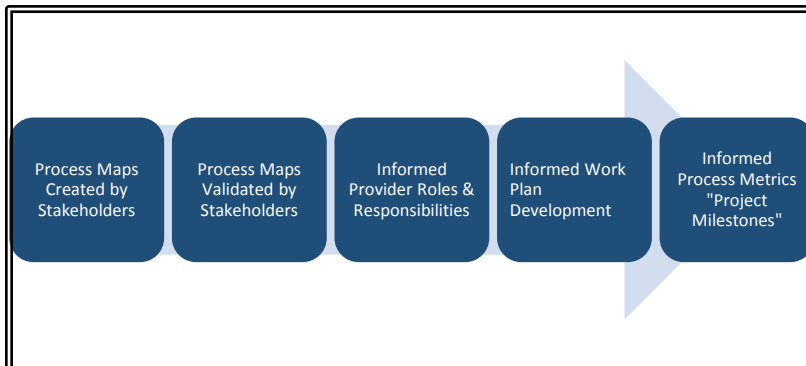 Process Maps
Created by
Stakeholders
Process Maps
Validated by
Stakeholders
Informed
Provider Roles &
Responsibilities
Informed Work
Plan
Development
Informed
Process Metrics
"Project
Milestones"